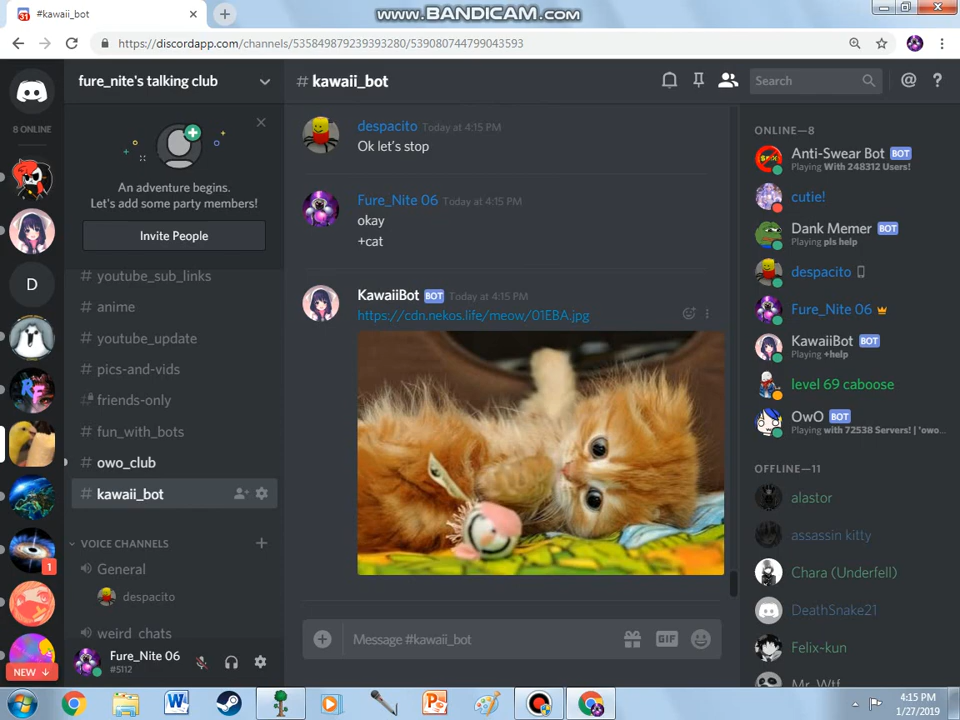 #kawaii_bot
www.BANDICAM.com
https://discordapp.com/channels/535849879239393280/539080744799043593
8 ONLINE
D
1
NEW ↓
fure_nite's talking club
An adventure begins.
Let's add some party members!
Invite People
# youtube_sub_links
# anime
# youtube_update
# pics-and-vids
# friends-only
# fun_with_bots
# owo_club
# kawaii_bot
VOICE CHANNELS
General
despacito
weird_chats
Fure_Nite 06
#5112
# kawaii_bot
Search
despacito Today at 4:15 PM
Ok let's stop
Fure_Nite 06 Today at 4:15 PM
okay
+cat
KawaiiBot BOT Today at 4:15 PM
https://cdn.nekos.life/meow/01EBA.jpg
Message #kawaii_bot
GIF
ONLINE—8
Anti-Swear Bot BOT
Playing With 248312 Users!
cutie!
Dank Memer BOT
Playing pls help
despacito
Fure_Nite 06
KawaiiBot BOT
Playing +help
level 69 caboose
OwO BOT
Playing with 72538 Servers! | 'owo...
OFFLINE—11
alastor
assassin kitty
Chara (Underfell)
DeathSnake21
Felix-kun
Mr. Wtf
4:15 PM
1/27/2019